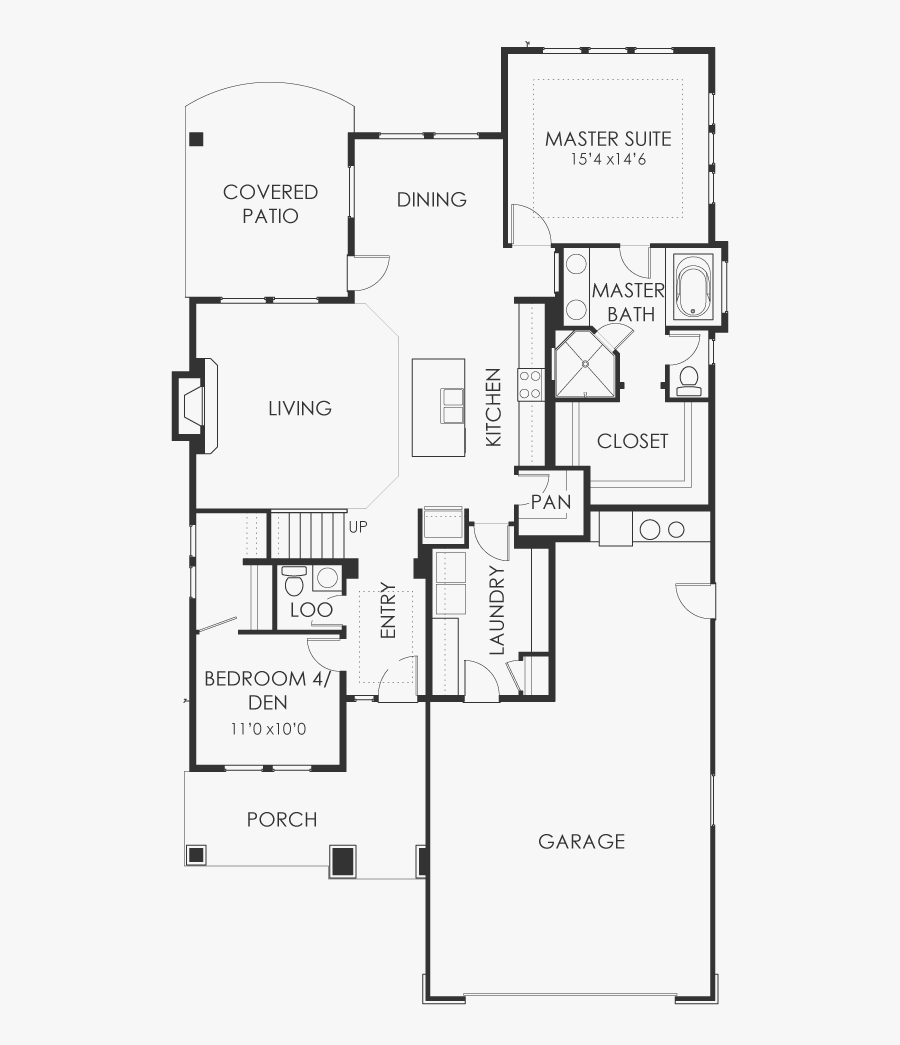 MASTER SUITE
15'4 x14'6
COVERED
PATIO
DINING
MASTER
BATH
LIVING
KITCHEN
CLOSET
PAN
UP
LOO
ENTRY
LAUNDRY
BEDROOM 4/
DEN
11'0 x10'0
PORCH
GARAGE